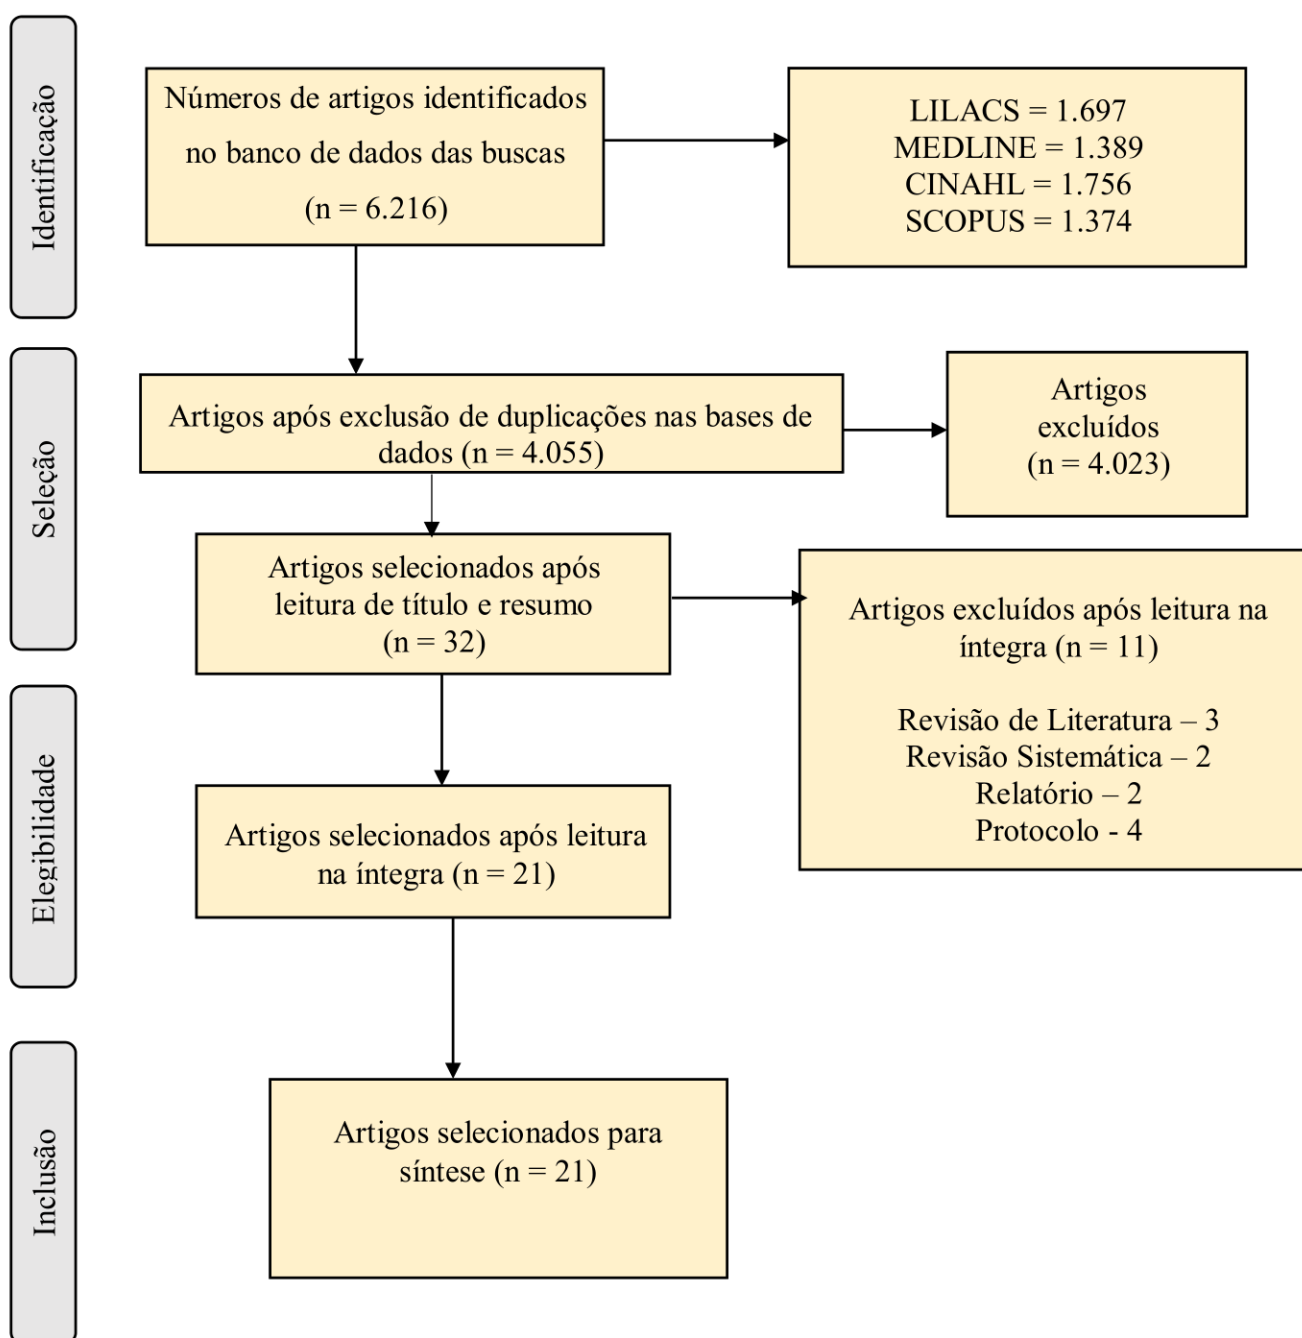 Identificação
Números de artigos identificados
no banco de dados das buscas
(n = 6.216)
LILACS = 1.697
MEDLINE = 1.389
CINAHL = 1.756
SCOPUS = 1.374
Seleção
Artigos após exclusão de duplicações nas bases de
dados (n = 4.055)
Artigos
excluídos
(n = 4.023)
Artigos selecionados após
leitura de título e resumo
(n = 32)
Artigos excluídos após leitura na
íntegra (n = 11)
Revisão de Literatura – 3
Revisão Sistemática – 2
Relatório – 2
Protocolo - 4
Elegibilidade
Artigos selecionados após leitura
na íntegra (n = 21)
Inclusão
Artigos selecionados para
síntese (n = 21)